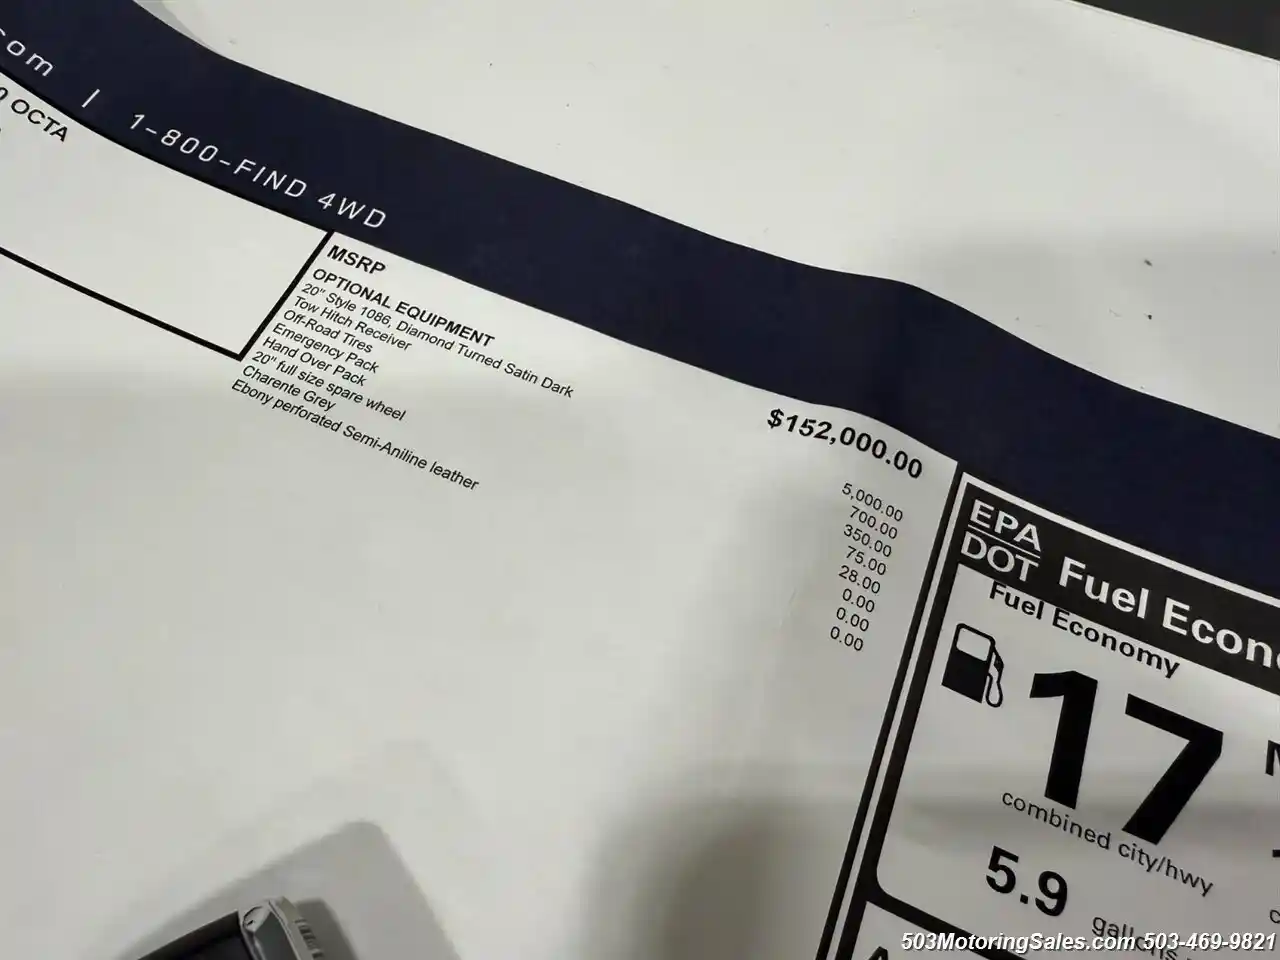 com | 1-800-FIND 4WD
OCTA
MSRP $152,000.00
OPTIONAL EQUIPMENT
20" Style 1086, Diamond Turned Satin Dark 5,000.00
Tow Hitch Receiver 700.00
Off-Road Tires 350.00
Emergency Pack 75.00
Hand Over Pack 28.00
20" full size spare wheel 0.00
Charente Grey 0.00
Ebony perforated Semi-Aniline leather 0.00
EPA
DOT
Fuel Econ
Fuel Economy
17
combined city/hwy
5.9
gallons
503MotoringSales.com 503-469-9821